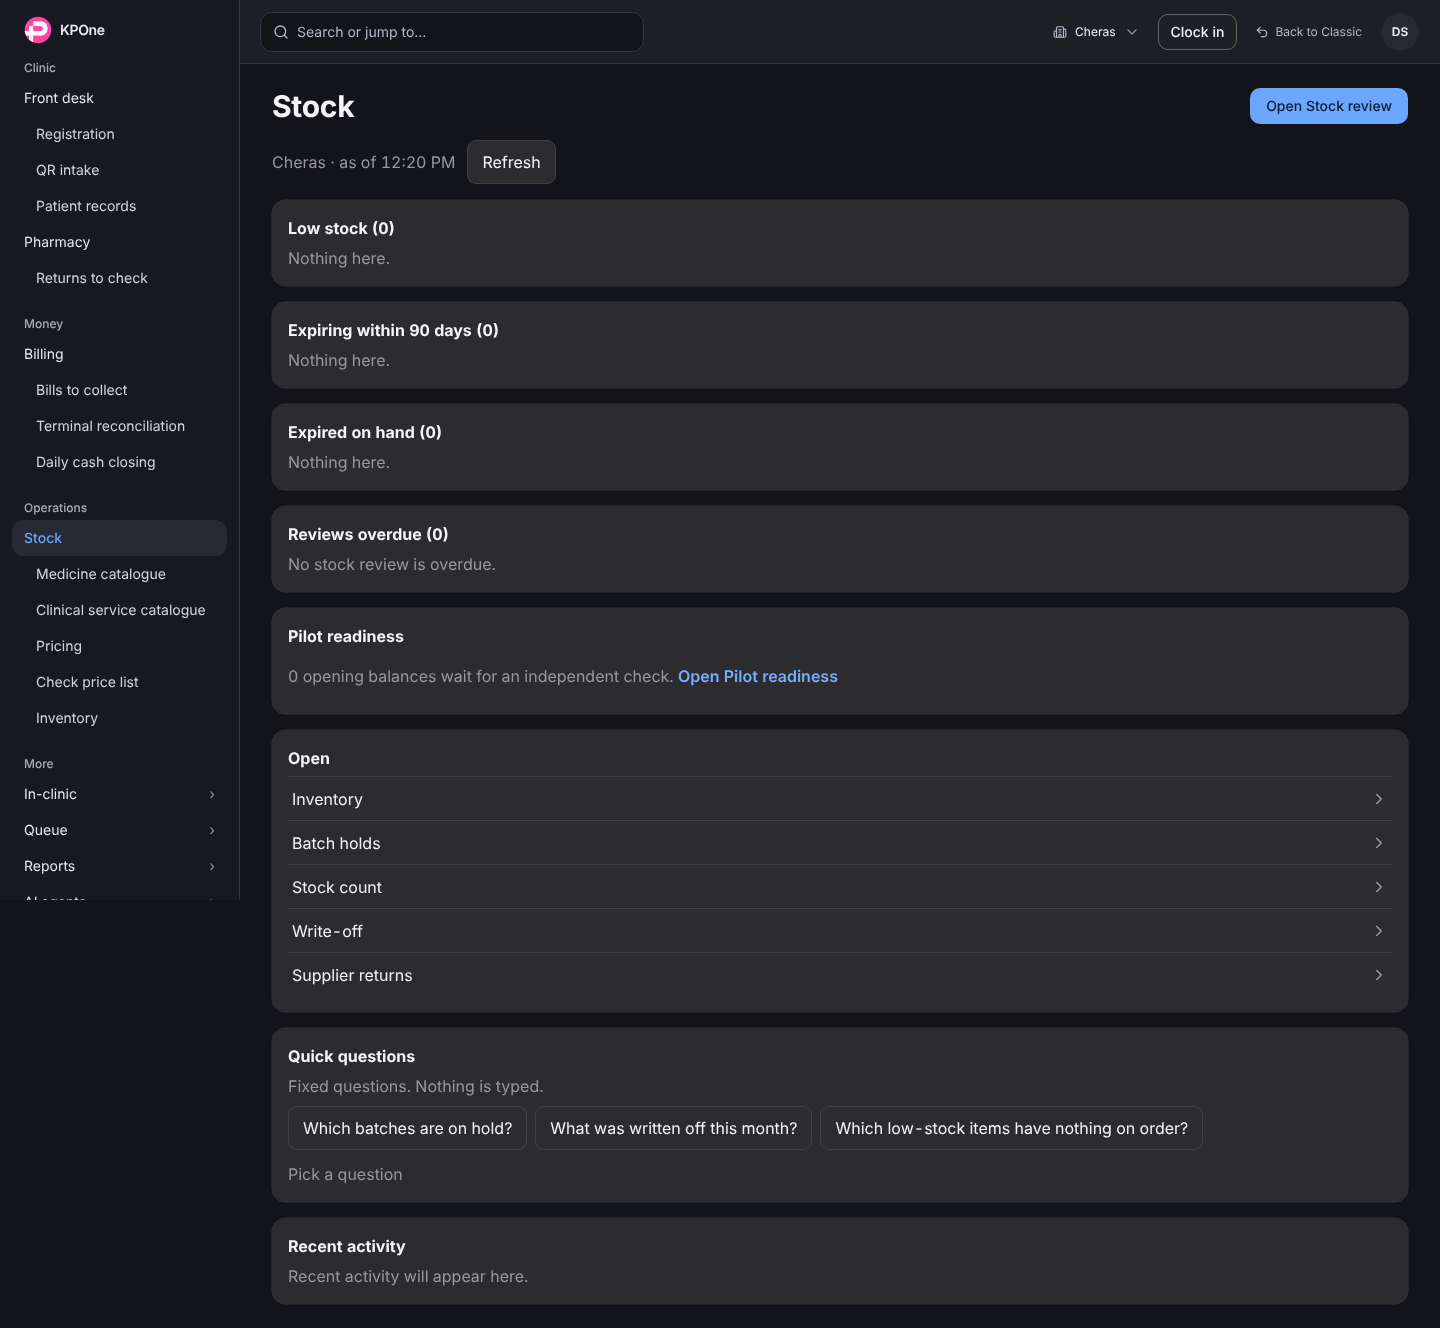 KPOne
Search or jump to...
Cheras
Clock in
Back to Classic
DS
Clinic
Front desk
Registration
QR intake
Patient records
Pharmacy
Returns to check
Money
Billing
Bills to collect
Terminal reconciliation
Daily cash closing
Operations
Stock
Medicine catalogue
Clinical service catalogue
Pricing
Check price list
Inventory
More
In-clinic
Queue
Reports
AI agents
Stock
Open Stock review
Cheras · as of 12:20 PM
Refresh
Low stock (0)
Nothing here.
Expiring within 90 days (0)
Nothing here.
Expired on hand (0)
Nothing here.
Reviews overdue (0)
No stock review is overdue.
Pilot readiness
0 opening balances wait for an independent check. Open Pilot readiness
Open
Inventory
Batch holds
Stock count
Write-off
Supplier returns
Quick questions
Fixed questions. Nothing is typed.
Which batches are on hold?
What was written off this month?
Which low-stock items have nothing on order?
Pick a question
Recent activity
Recent activity will appear here.